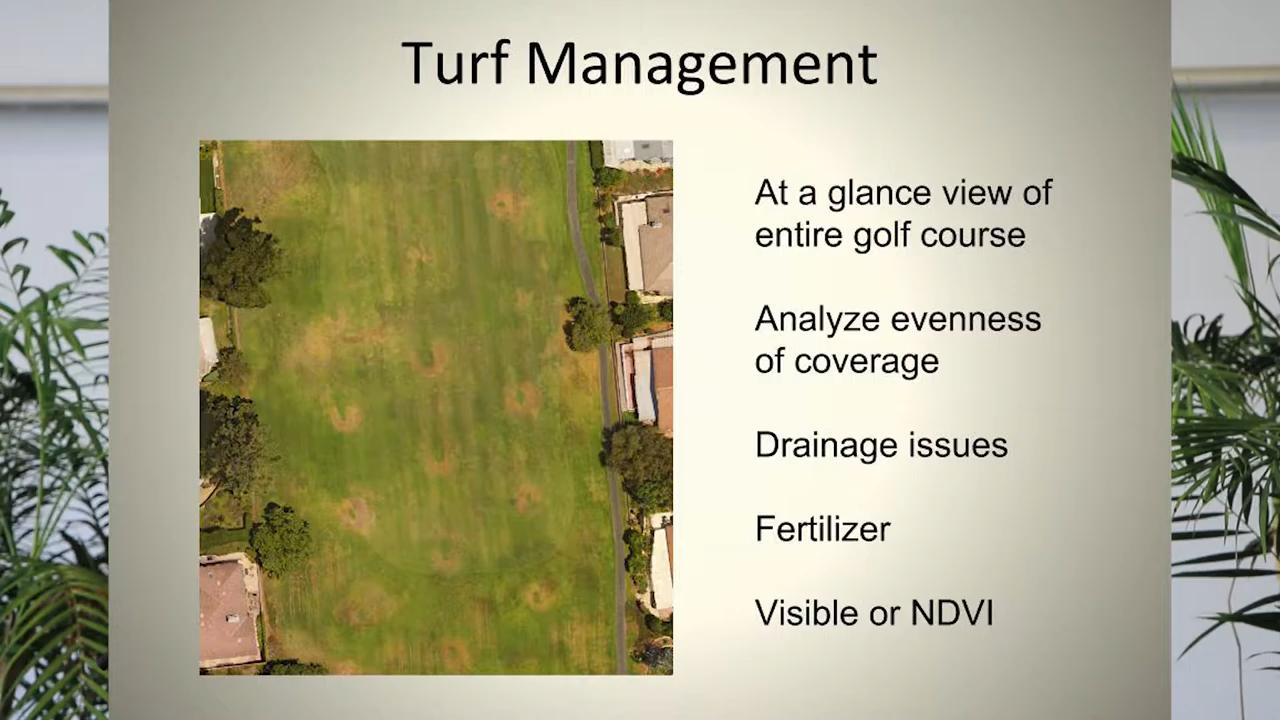 Turf Management
At a glance view of
entire golf course
Analyze evenness
of coverage
Drainage issues
Fertilizer
Visible or NDVI